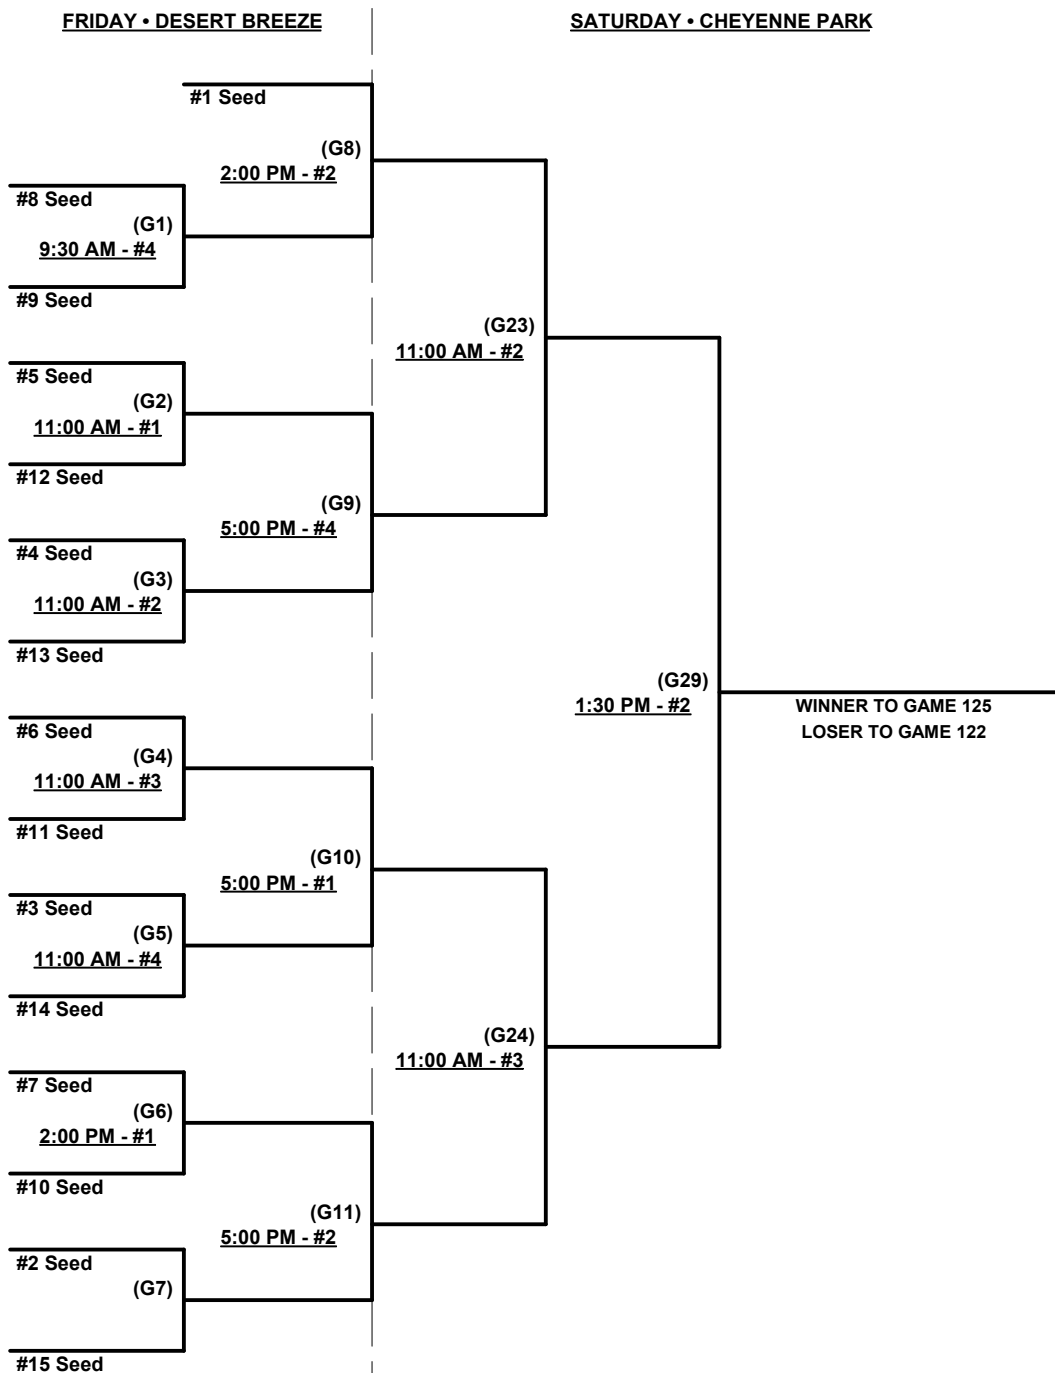 FRIDAY • DESERT BREEZE
SATURDAY • CHEYENNE PARK
#1 Seed
(G8)
2:00 PM - #2
#8 Seed
(G1)
9:30 AM - #4
#9 Seed
(G23)
11:00 AM - #2
#5 Seed
(G2)
11:00 AM - #1
#12 Seed
(G9)
5:00 PM - #4
#4 Seed
(G3)
11:00 AM - #2
#13 Seed
(G29)
1:30 PM - #2
WINNER TO GAME 125
LOSER TO GAME 122
#6 Seed
(G4)
11:00 AM - #3
#11 Seed
(G10)
5:00 PM - #1
#3 Seed
(G5)
11:00 AM - #4
#14 Seed
(G24)
11:00 AM - #3
#7 Seed
(G6)
2:00 PM - #1
#10 Seed
(G11)
5:00 PM - #2
#2 Seed
(G7)
#15 Seed